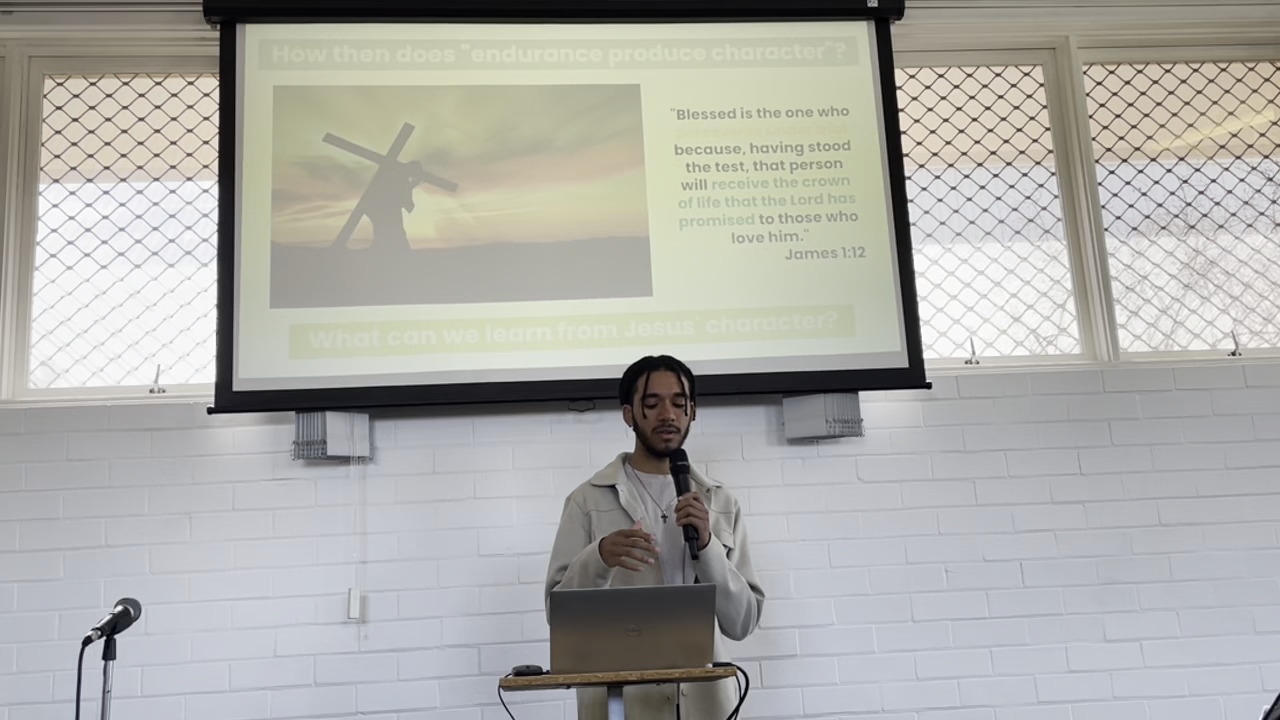 How then does "endurance produce character"?
"Blessed is the one who
because, having stood
the test, that person
will receive the crown
of life that the Lord has
promised to those who
love him."
James 1:12
What can we learn from Jesus' character?